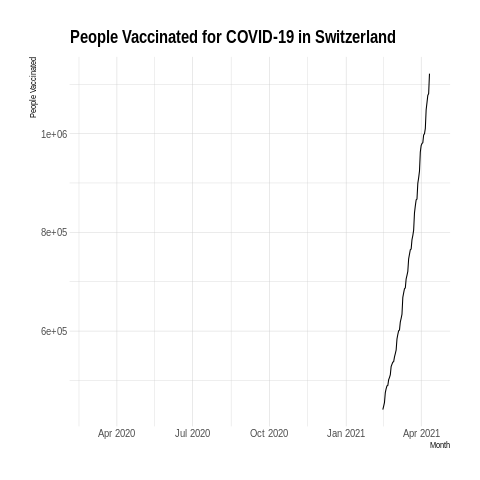 People Vaccinated for COVID-19 in Switzerland
People Vaccinated
1e+06
8e+05
6e+05
Apr 2020 Jul 2020 Oct 2020 Jan 2021 Apr 2021
Month